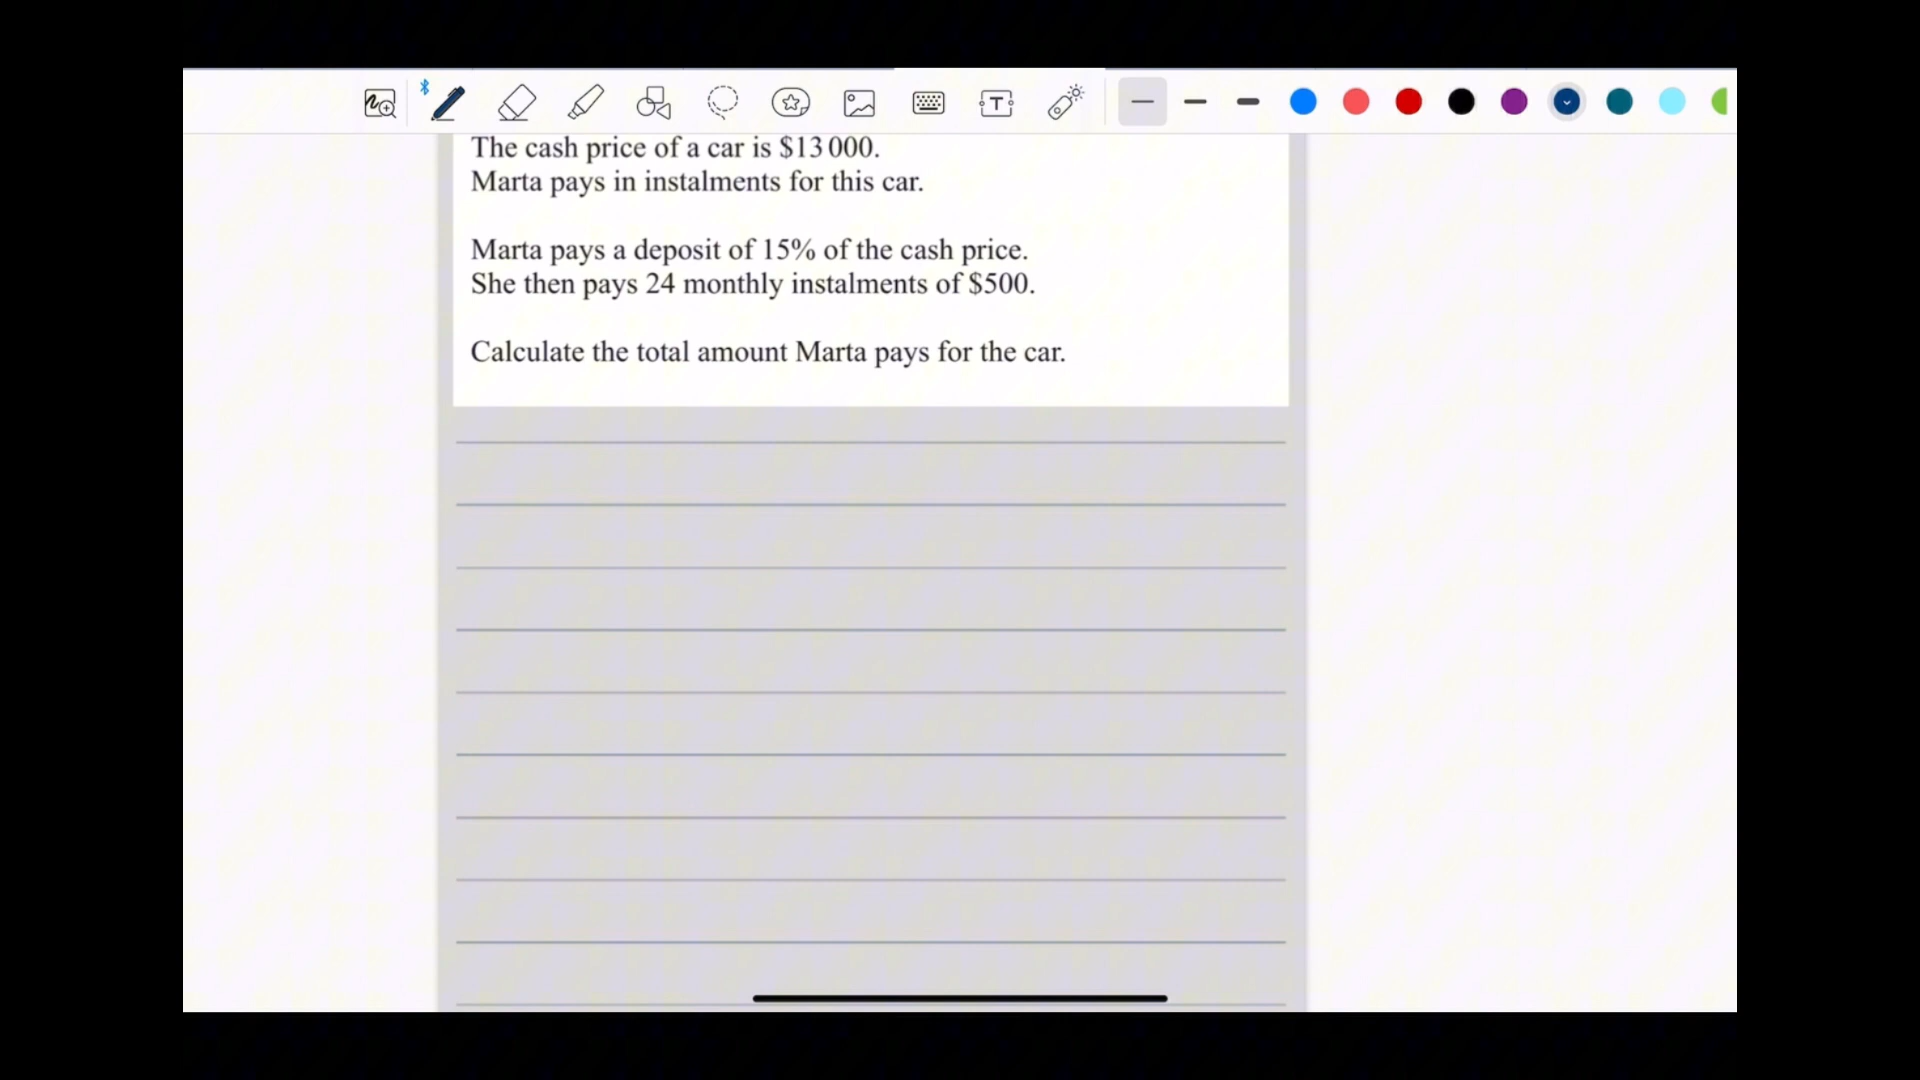 The cash price of a car is $13 000.
Marta pays in instalments for this car.
Marta pays a deposit of 15% of the cash price.
She then pays 24 monthly instalments of $500.
Calculate the total amount Marta pays for the car.